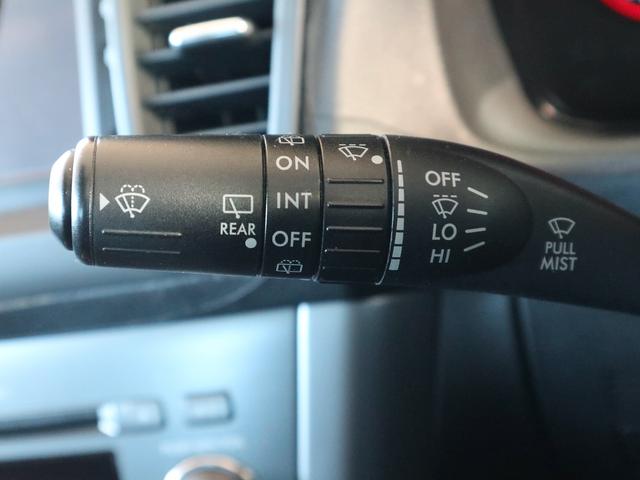 REAR
ON
INT
OFF
OFF
LO
HI
PULL
MIST